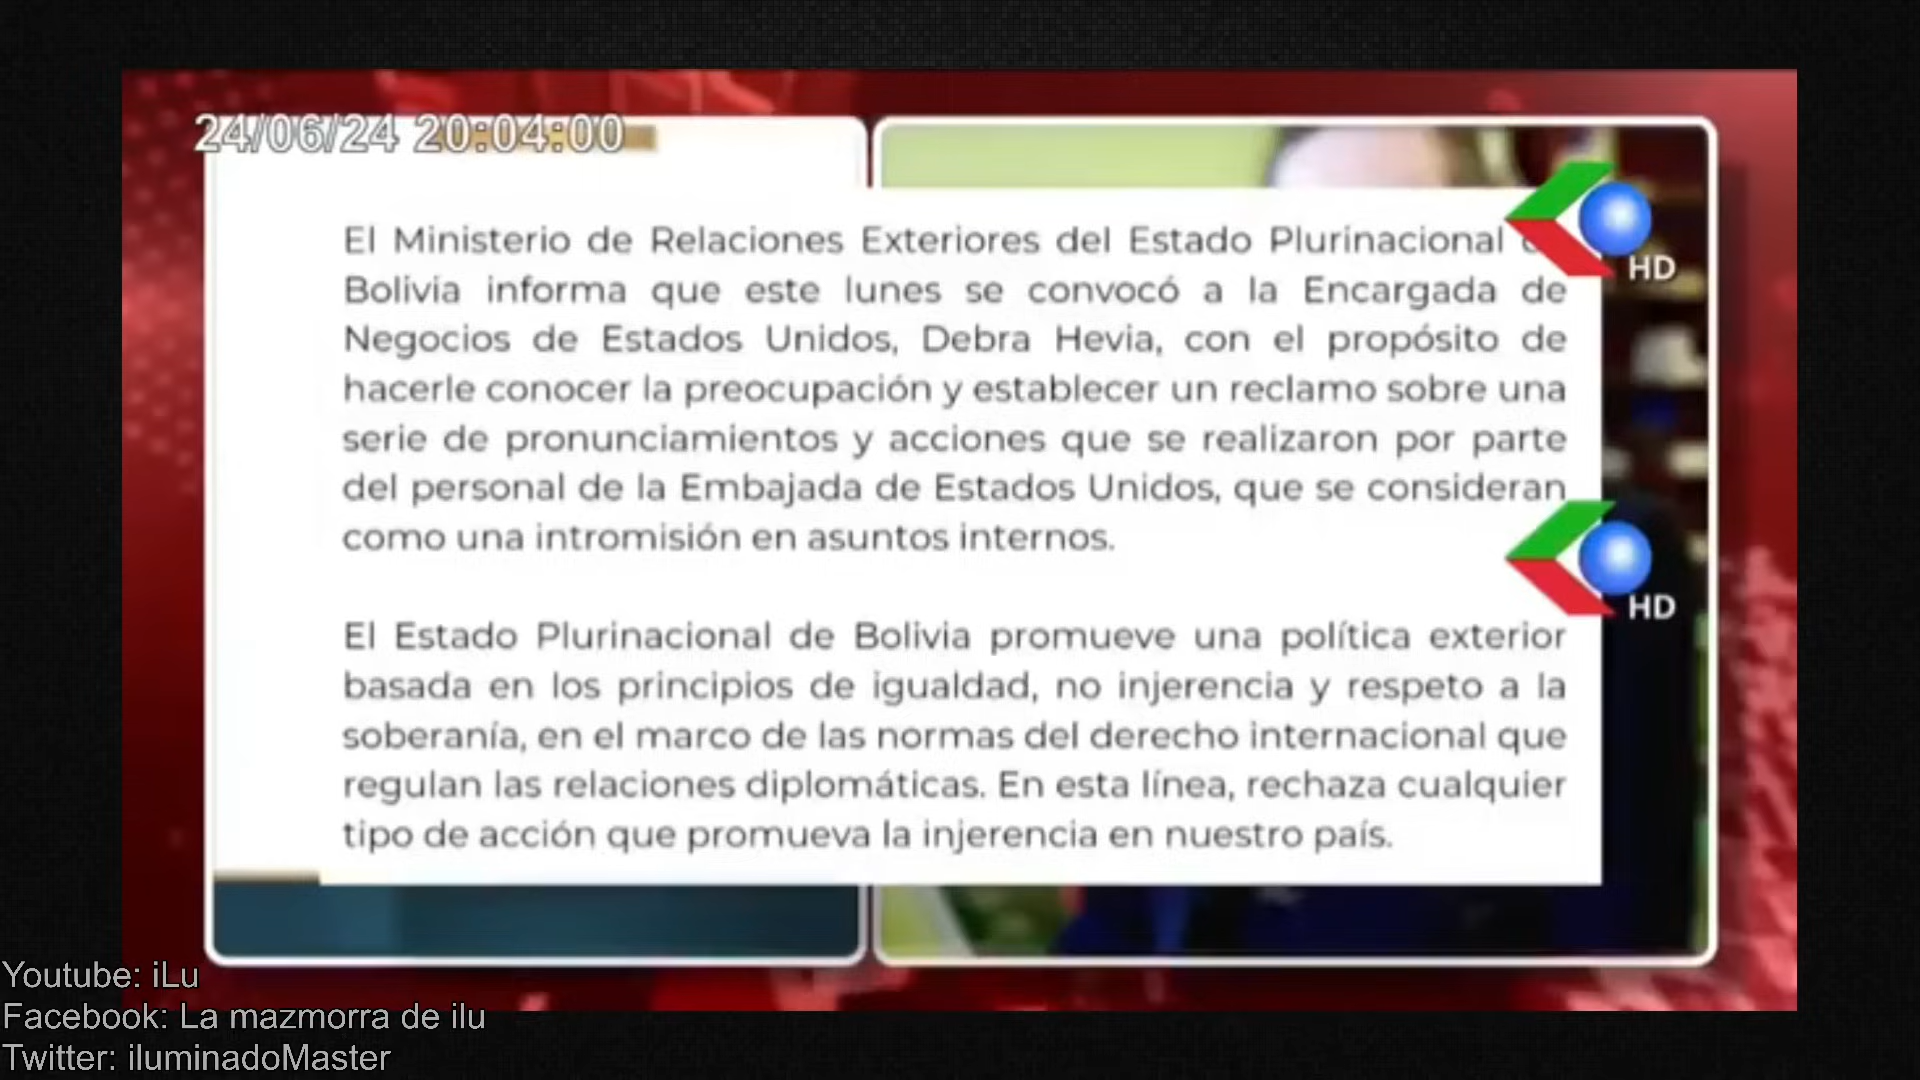 24/06/24 20:04:00
El Ministerio de Relaciones Exteriores del Estado Plurinacional
Bolivia informa que este lunes se convocó a la Encargada de
Negocios de Estados Unidos, Debra Hevia, con el propósito de
hacerle conocer la preocupación y establecer un reclamo sobre una
serie de pronunciamientos y acciones que se realizaron por parte
del personal de la Embajada de Estados Unidos, que se consideran
como una intromisión en asuntos internos.
El Estado Plurinacional de Bolivia promueve una política exterior
basada en los principios de igualdad, no injerencia y respeto a la
soberanía, en el marco de las normas del derecho internacional que
regulan las relaciones diplomáticas. En esta línea, rechaza cualquier
tipo de acción que promueva la injerencia en nuestro país.
HD
HD
Youtube: iLu
Facebook: La mazmorra de ilu
Twitter: iluminadoMaster